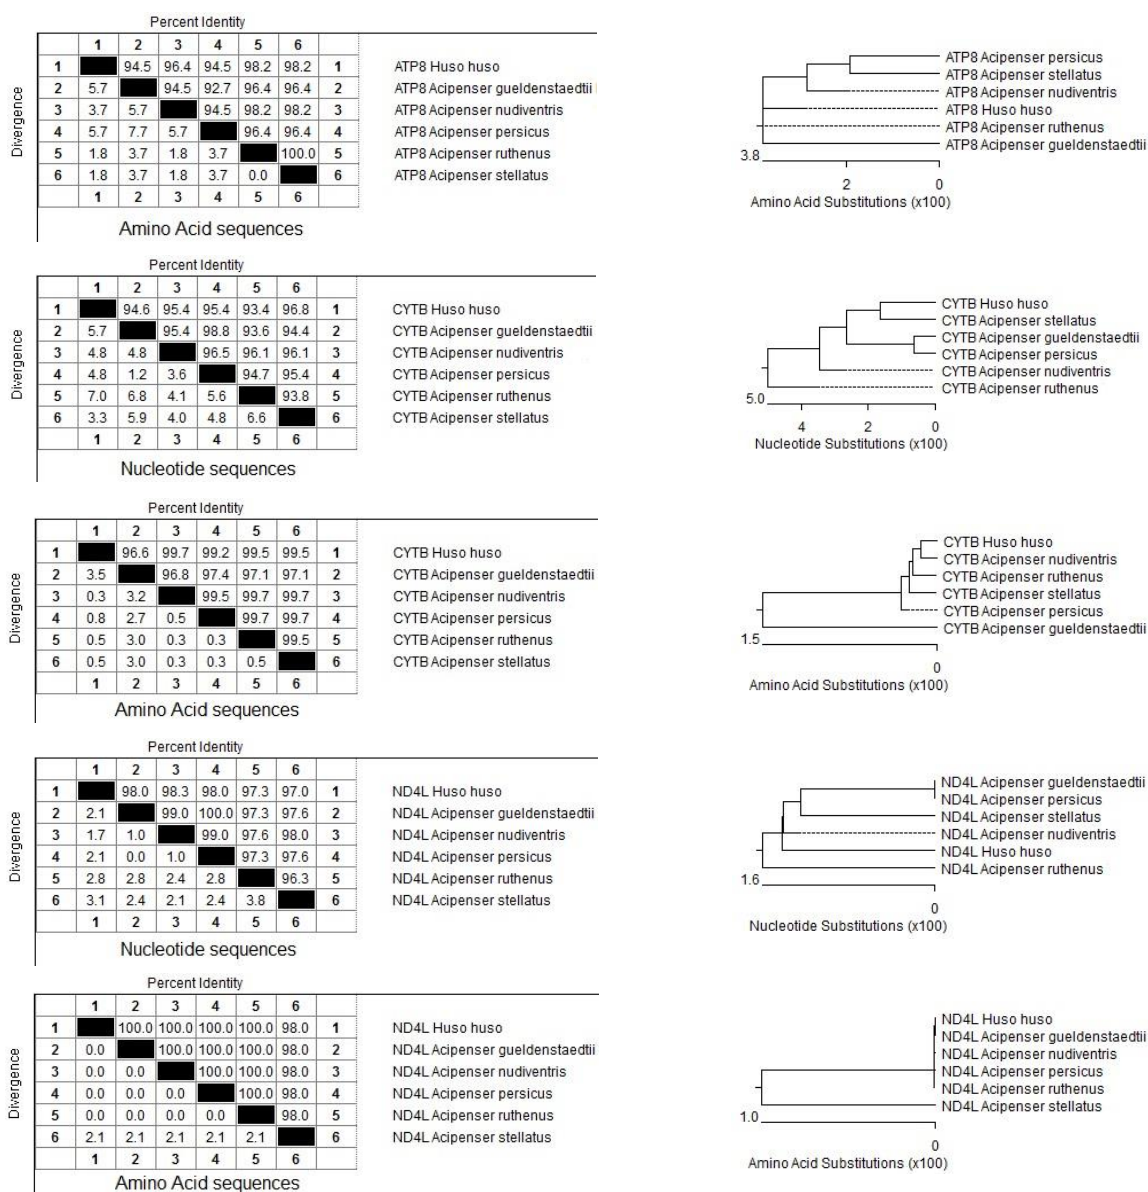 Percent Identity
Divergence
1 2 3 4 5 6
1 94.5 96.4 94.5 98.2 98.2 1 ATP8 Huso huso
2 5.7 94.5 92.7 96.4 96.4 2 ATP8 Acipenser gueldenstaedtii
3 3.7 5.7 94.5 98.2 98.2 3 ATP8 Acipenser nudiventris
4 5.7 7.7 5.7 96.4 96.4 4 ATP8 Acipenser persicus
5 1.8 3.7 1.8 3.7 100.0 5 ATP8 Acipenser ruthenus
6 1.8 3.7 1.8 3.7 0.0 6 ATP8 Acipenser stellatus
1 2 3 4 5 6
Amino Acid sequences
ATP8 Acipenser persicus
ATP8 Acipenser stellatus
ATP8 Acipenser nudiventris
ATP8 Huso huso
ATP8 Acipenser ruthenus
ATP8 Acipenser gueldenstaedtii
3.8
2 0
Amino Acid Substitutions (x100)
Percent Identity
Divergence
1 2 3 4 5 6
1 94.6 95.4 95.4 93.4 96.8 1 CYTB Huso huso
2 5.7 95.4 98.8 93.6 94.4 2 CYTB Acipenser gueldenstaedtii
3 4.8 4.8 96.5 96.1 96.1 3 CYTB Acipenser nudiventris
4 4.8 1.2 3.6 94.7 95.4 4 CYTB Acipenser persicus
5 7.0 6.8 4.1 5.6 93.8 5 CYTB Acipenser ruthenus
6 3.3 5.9 4.0 4.8 6.6 6 CYTB Acipenser stellatus
1 2 3 4 5 6
Nucleotide sequences
CYTB Huso huso
CYTB Acipenser stellatus
CYTB Acipenser gueldenstaedtii
CYTB Acipenser persicus
CYTB Acipenser nudiventris
CYTB Acipenser ruthenus
5.0
4 2 0
Nucleotide Substitutions (x100)
Percent Identity
Divergence
1 2 3 4 5 6
1 96.6 99.7 99.2 99.5 99.5 1 CYTB Huso huso
2 3.5 96.8 97.4 97.1 97.1 2 CYTB Acipenser gueldenstaedtii
3 0.3 3.2 99.5 99.7 99.7 3 CYTB Acipenser nudiventris
4 0.8 2.7 0.5 99.7 99.7 4 CYTB Acipenser persicus
5 0.5 3.0 0.3 0.3 99.5 5 CYTB Acipenser ruthenus
6 0.5 3.0 0.3 0.3 0.5 6 CYTB Acipenser stellatus
1 2 3 4 5 6
Amino Acid sequences
CYTB Huso huso
CYTB Acipenser nudiventris
CYTB Acipenser ruthenus
CYTB Acipenser stellatus
CYTB Acipenser persicus
CYTB Acipenser gueldenstaedtii
1.5
0
Amino Acid Substitutions (x100)
Percent Identity
Divergence
1 2 3 4 5 6
1 98.0 98.3 98.0 97.3 97.0 1 ND4L Huso huso
2 2.1 99.0 100.0 97.3 97.6 2 ND4L Acipenser gueldenstaedtii
3 1.7 1.0 99.0 97.6 98.0 3 ND4L Acipenser nudiventris
4 2.1 0.0 1.0 97.3 97.6 4 ND4L Acipenser persicus
5 2.8 2.8 2.4 2.8 96.3 5 ND4L Acipenser ruthenus
6 3.1 2.4 2.1 2.4 3.8 6 ND4L Acipenser stellatus
1 2 3 4 5 6
Nucleotide sequences
ND4L Acipenser gueldenstaedtii
ND4L Acipenser persicus
ND4L Acipenser stellatus
ND4L Acipenser nudiventris
ND4L Huso huso
ND4L Acipenser ruthenus
1.6
0
Nucleotide Substitutions (x100)
Percent Identity
Divergence
1 2 3 4 5 6
1 100.0 100.0 100.0 100.0 98.0 1 ND4L Huso huso
2 0.0 100.0 100.0 100.0 98.0 2 ND4L Acipenser gueldenstaedtii
3 0.0 0.0 100.0 100.0 98.0 3 ND4L Acipenser nudiventris
4 0.0 0.0 0.0 100.0 98.0 4 ND4L Acipenser persicus
5 0.0 0.0 0.0 0.0 98.0 5 ND4L Acipenser ruthenus
6 2.1 2.1 2.1 2.1 2.1 6 ND4L Acipenser stellatus
1 2 3 4 5 6
Amino Acid sequences
ND4L Huso huso
ND4L Acipenser gueldenstaedtii
ND4L Acipenser nudiventris
ND4L Acipenser persicus
ND4L Acipenser ruthenus
ND4L Acipenser stellatus
1.0
0
Amino Acid Substitutions (x100)